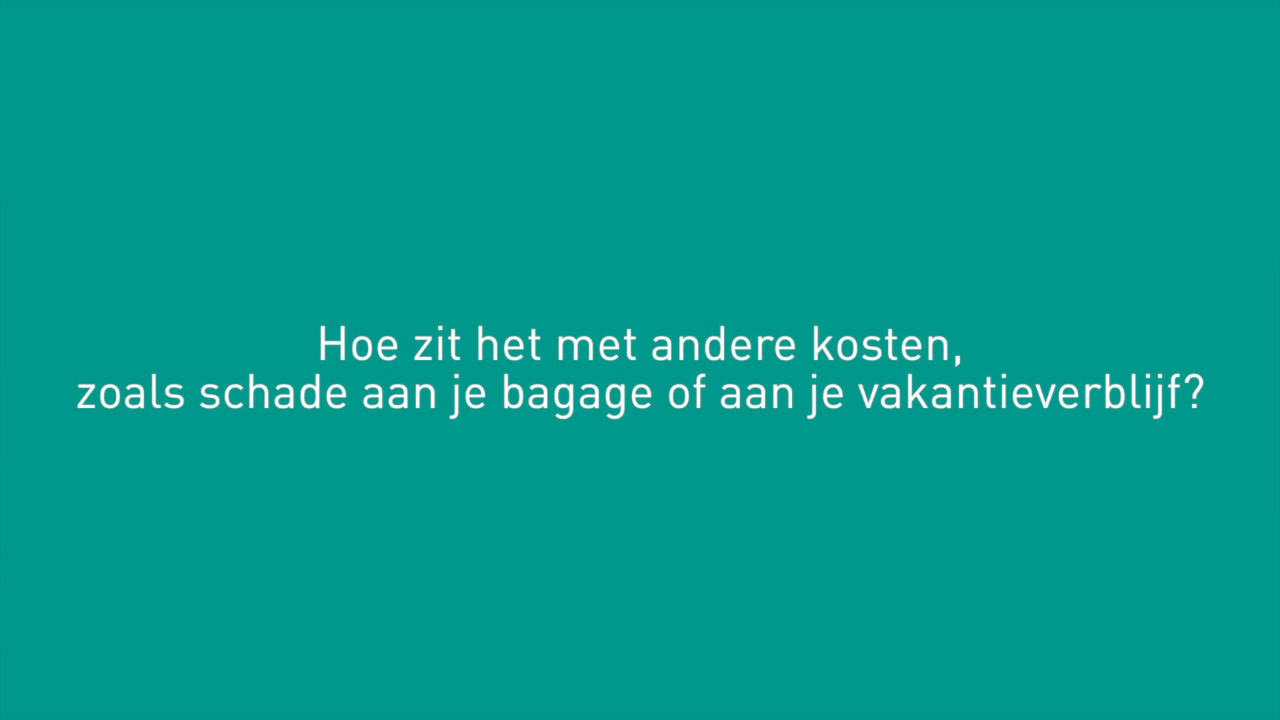 Hoe zit het met andere kosten,
zoals schade aan je bagage of aan je vakantieverblijf?